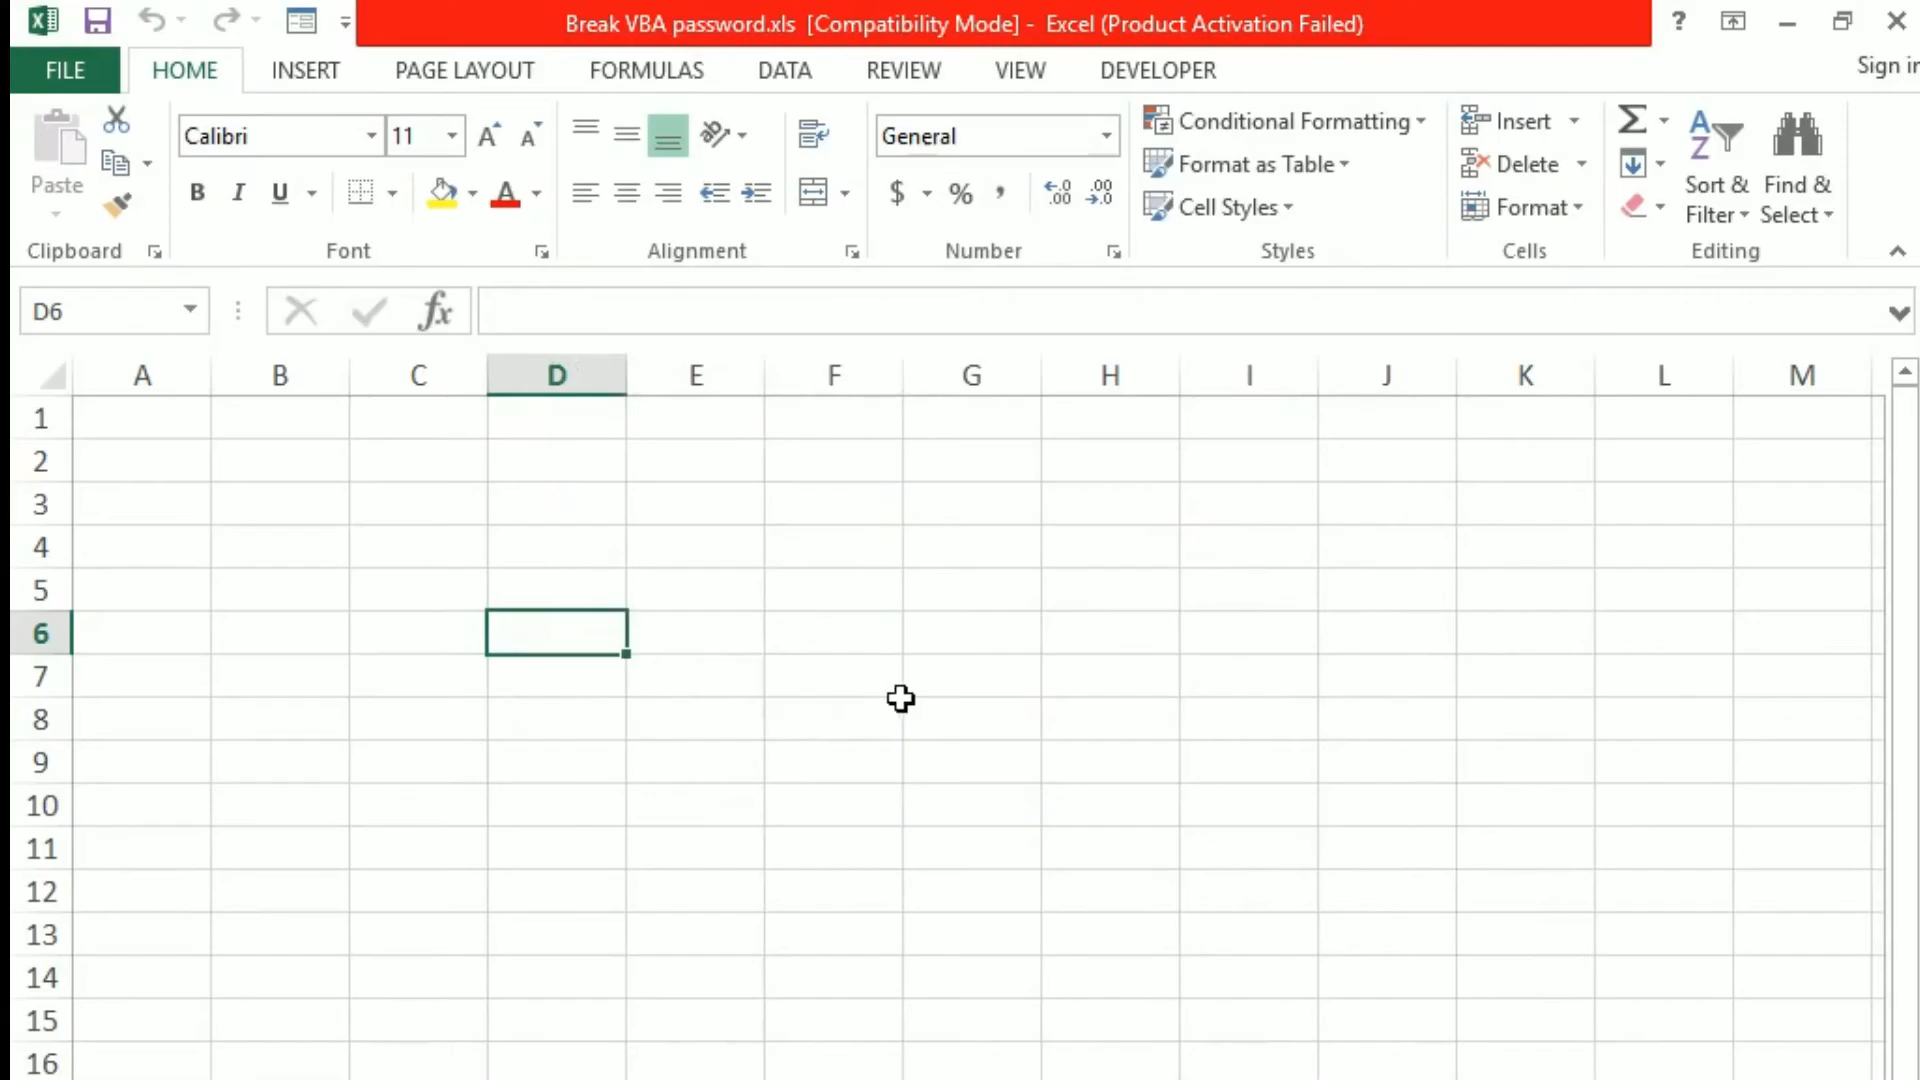 Break VBA password.xls  [Compatibility Mode] -  Excel (Product Activation Failed)
?
FILE HOME INSERT PAGE LAYOUT FORMULAS DATA REVIEW VIEW DEVELOPER Sign in
Calibri 11 General Conditional Formatting Insert
Paste Format as Table Delete Sort & Filter Find & Select
B I U A $ % Cell Styles Format
Clipboard Font Alignment Number Styles Cells Editing
D6 fx
A B C D E F G H I J K L M
1
2
3
4
5
6
7
8
9
10
11
12
13
14
15
16